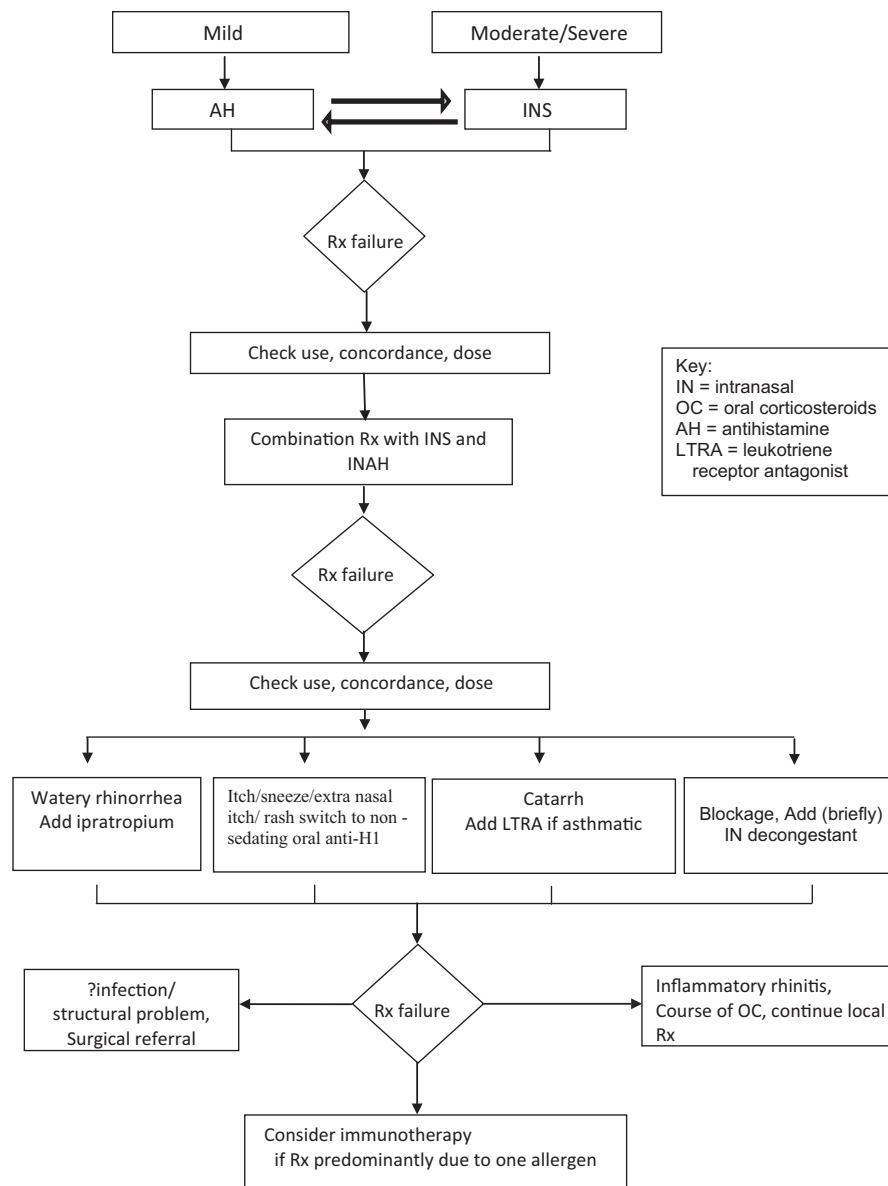 Mild
Moderate/Severe
AH
INS
Rx failure
Check use, concordance, dose
Combination Rx with INS and
INAH
Key:
IN = intranasal
OC = oral corticosteroids
AH = antihistamine
LTRA = leukotriene
receptor antagonist
Rx failure
Check use, concordance, dose
Watery rhinorrhea
Add ipratropium
Itch/sneeze/extra nasal
itch/ rash switch to non -
sedating oral anti-H1
Catarrh
Add LTRA if asthmatic
Blockage, Add (briefly)
IN decongestant
?infection/
structural problem,
Surgical referral
Rx failure
Inflammatory rhinitis,
Course of OC, continue local
Rx
Consider immunotherapy
if Rx predominantly due to one allergen